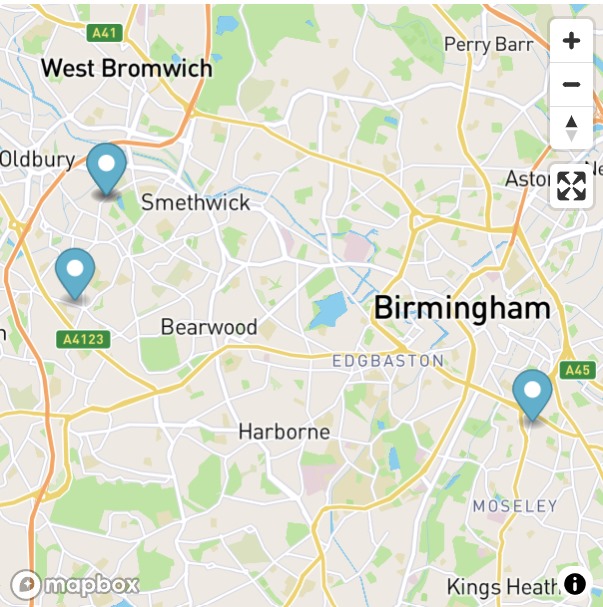 A41
Perry Barr
West Bromwich
Oldbury
Smethwick
Aston
Birmingham
Bearwood
A4123
EDGBASTON
A45
Harborne
MOSELEY
Kings Heath
mapbox